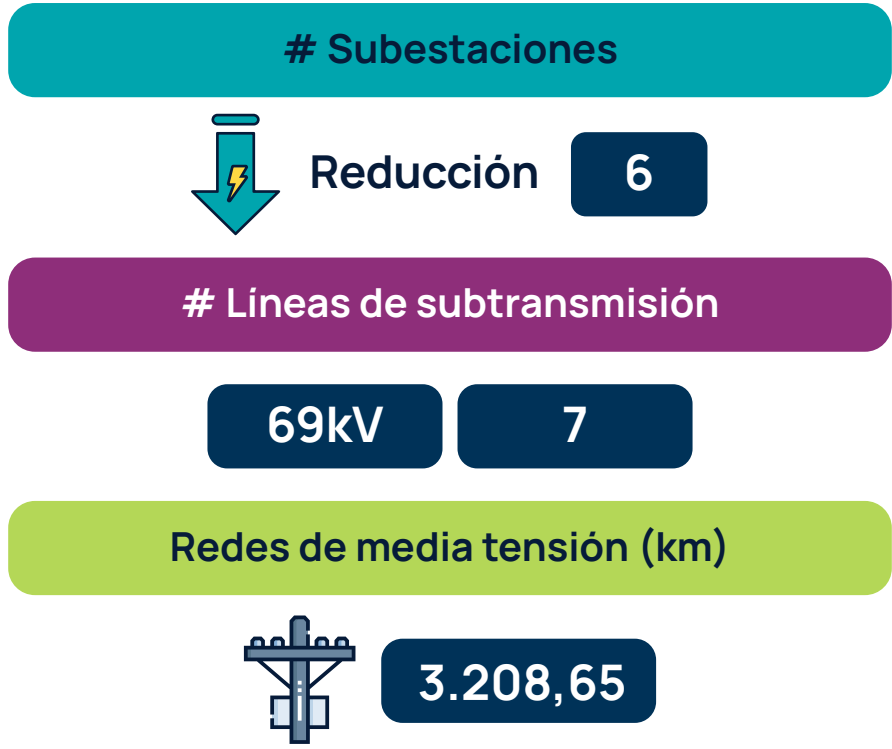 # Subestaciones
Reducción 6
# Líneas de subtransmisión
69kV 7
Redes de media tensión (km)
3.208,65